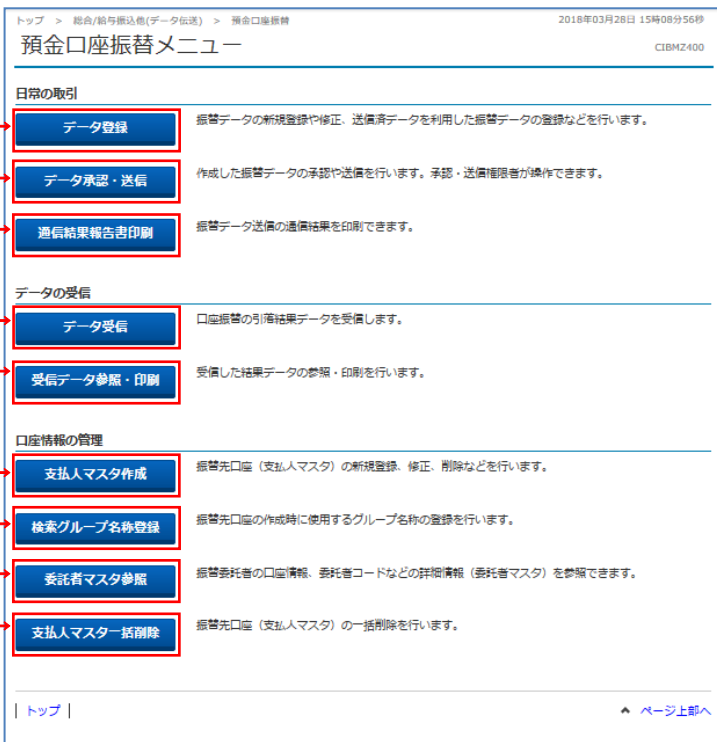 トップ > 総合/給与振込他(データ伝送) > 預金口座振替
2018年03月28日 15時08分56秒
預金口座振替メニュー
CIBMZ400
日常の取引
データ登録
振替データの新規登録や修正、送信済データを利用した振替データの登録などを行います。
データ承認・送信
作成した振替データの承認や送信を行います。承認・送信権限者が操作できます。
通信結果報告書印刷
振替データ送信の通信結果を印刷できます。
データの受信
データ受信
口座振替の引落結果データを受信します。
受信データ参照・印刷
受信した結果データの参照・印刷を行います。
口座情報の管理
支払人マスタ作成
振替先口座（支払人マスタ）の新規登録、修正、削除などを行います。
検索グループ名称登録
振替先口座の作成時に使用するグループ名称の登録を行います。
委託者マスタ参照
振替委託者の口座情報、委託者コードなどの詳細情報（委託者マスタ）を参照できます。
支払人マスタ一括削除
振替先口座（支払人マスタ）の一括削除を行います。
| トップ |
ページ上部へ